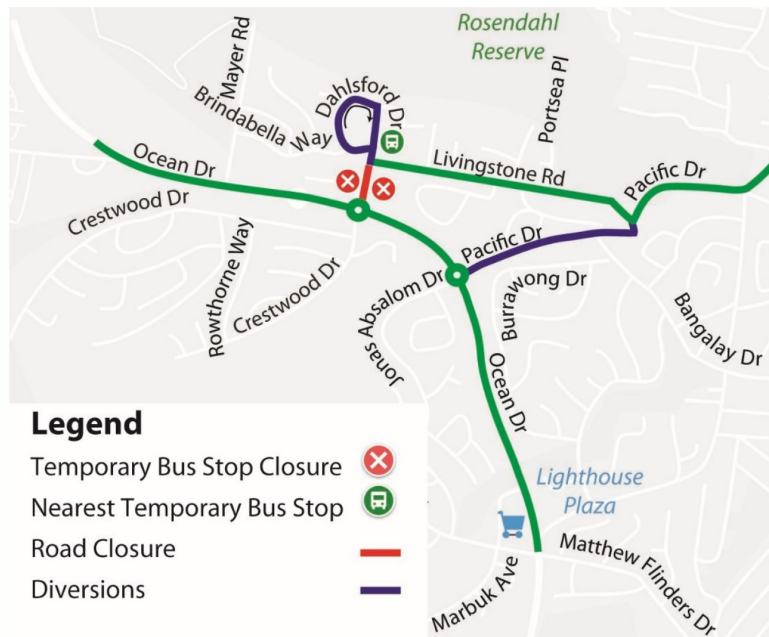 Rosendahl
Reserve
Mayer Rd
Dahlsford Dr
Portsea Pl
Brindabella Way
Ocean Dr
Livingstone Rd
Pacific Dr
Crestwood Dr
Rowthorne Way
Crestwood Dr
Pacific Dr
Jonas Absalom Dr
Burrawong Dr
Bangalay Dr
Ocean Dr
Legend
Temporary Bus Stop Closure
Nearest Temporary Bus Stop
Road Closure
Diversions
Lighthouse
Plaza
Marbuk Ave
Matthew Flinders Dr